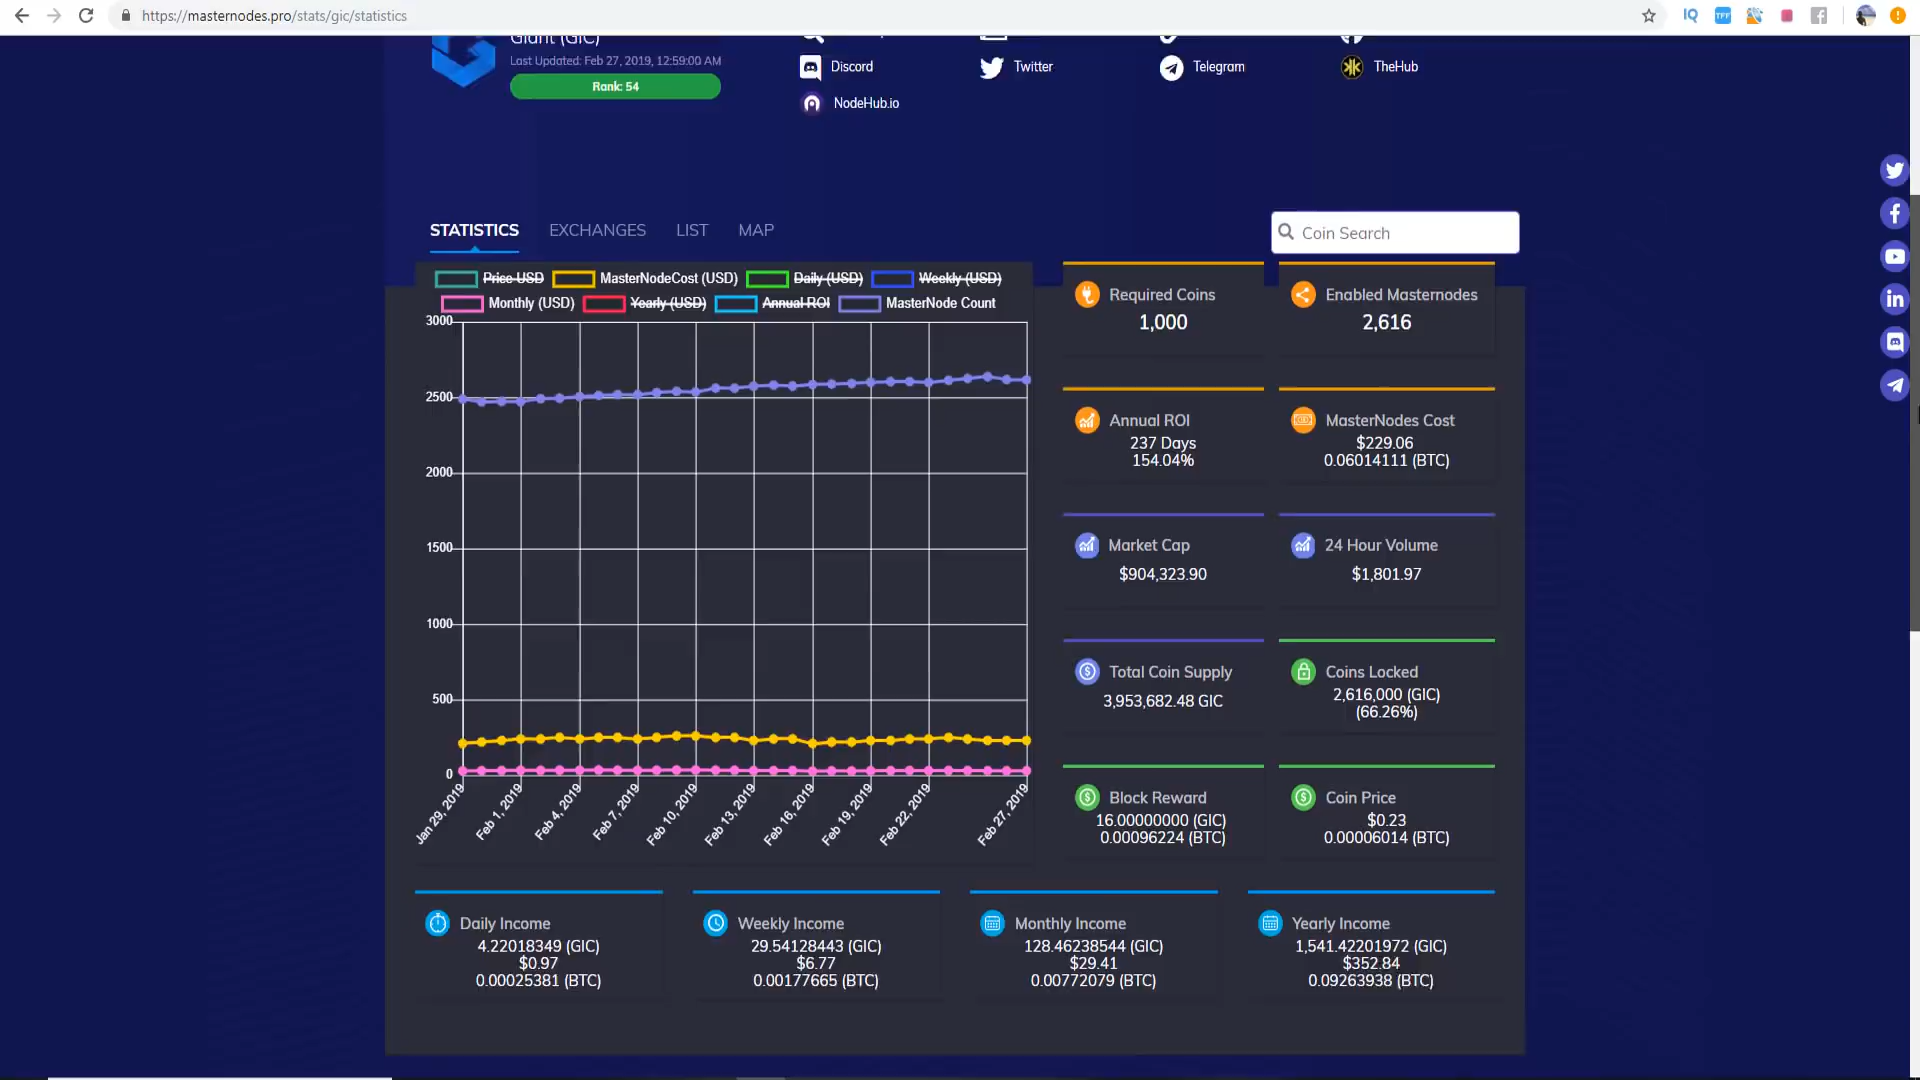 https://masternodes.pro/stats/gic/statistics
IQ
TFF
Giant (GIC)
Last Updated: Feb 27, 2019, 12:59:00 AM
Rank: 54
Discord
Twitter
Telegram
TheHub
NodeHub.io
STATISTICS EXCHANGES LIST MAP
Coin Search
Price USD MasterNodeCost (USD) Daily (USD) Weekly (USD)
Monthly (USD) Yearly (USD) Annual ROI MasterNode Count
3000
2500
2000
1500
1000
500
0
Jan 29, 2019
Feb 1, 2019
Feb 4, 2019
Feb 7, 2019
Feb 10, 2019
Feb 13, 2019
Feb 16, 2019
Feb 19, 2019
Feb 22, 2019
Feb 27, 2019
Required Coins
1,000
Enabled Masternodes
2,616
Annual ROI
237 Days
154.04%
MasterNodes Cost
$229.06
0.06014111 (BTC)
Market Cap
$904,323.90
24 Hour Volume
$1,801.97
Total Coin Supply
3,953,682.48 GIC
Coins Locked
2,616,000 (GIC)
(66.26%)
Block Reward
16.00000000 (GIC)
0.00096224 (BTC)
Coin Price
$0.23
0.00006014 (BTC)
Daily Income
4.22018349 (GIC)
$0.97
0.00025381 (BTC)
Weekly Income
29.54128443 (GIC)
$6.77
0.00177665 (BTC)
Monthly Income
128.46238544 (GIC)
$29.41
0.00772079 (BTC)
Yearly Income
1,541.42201972 (GIC)
$352.84
0.09263938 (BTC)